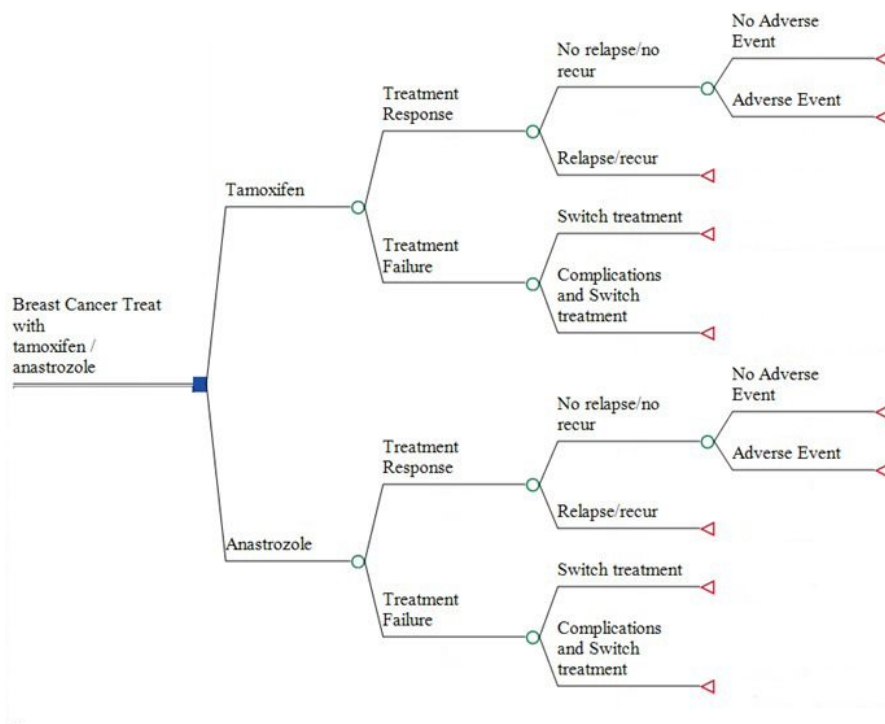 No Adverse
Event
No relapse/no
recur
Treatment
Response
Adverse Event
Relapse/recur
Tamoxifen
Switch treatment
Treatment
Failure
Complications
and Switch
treatment
Breast Cancer Treat
with
tamoxifen /
anastrozole
No Adverse
Event
No relapse/no
recur
Treatment
Response
Adverse Event
Relapse/recur
Anastrozole
Switch treatment
Treatment
Failure
Complications
and Switch
treatment